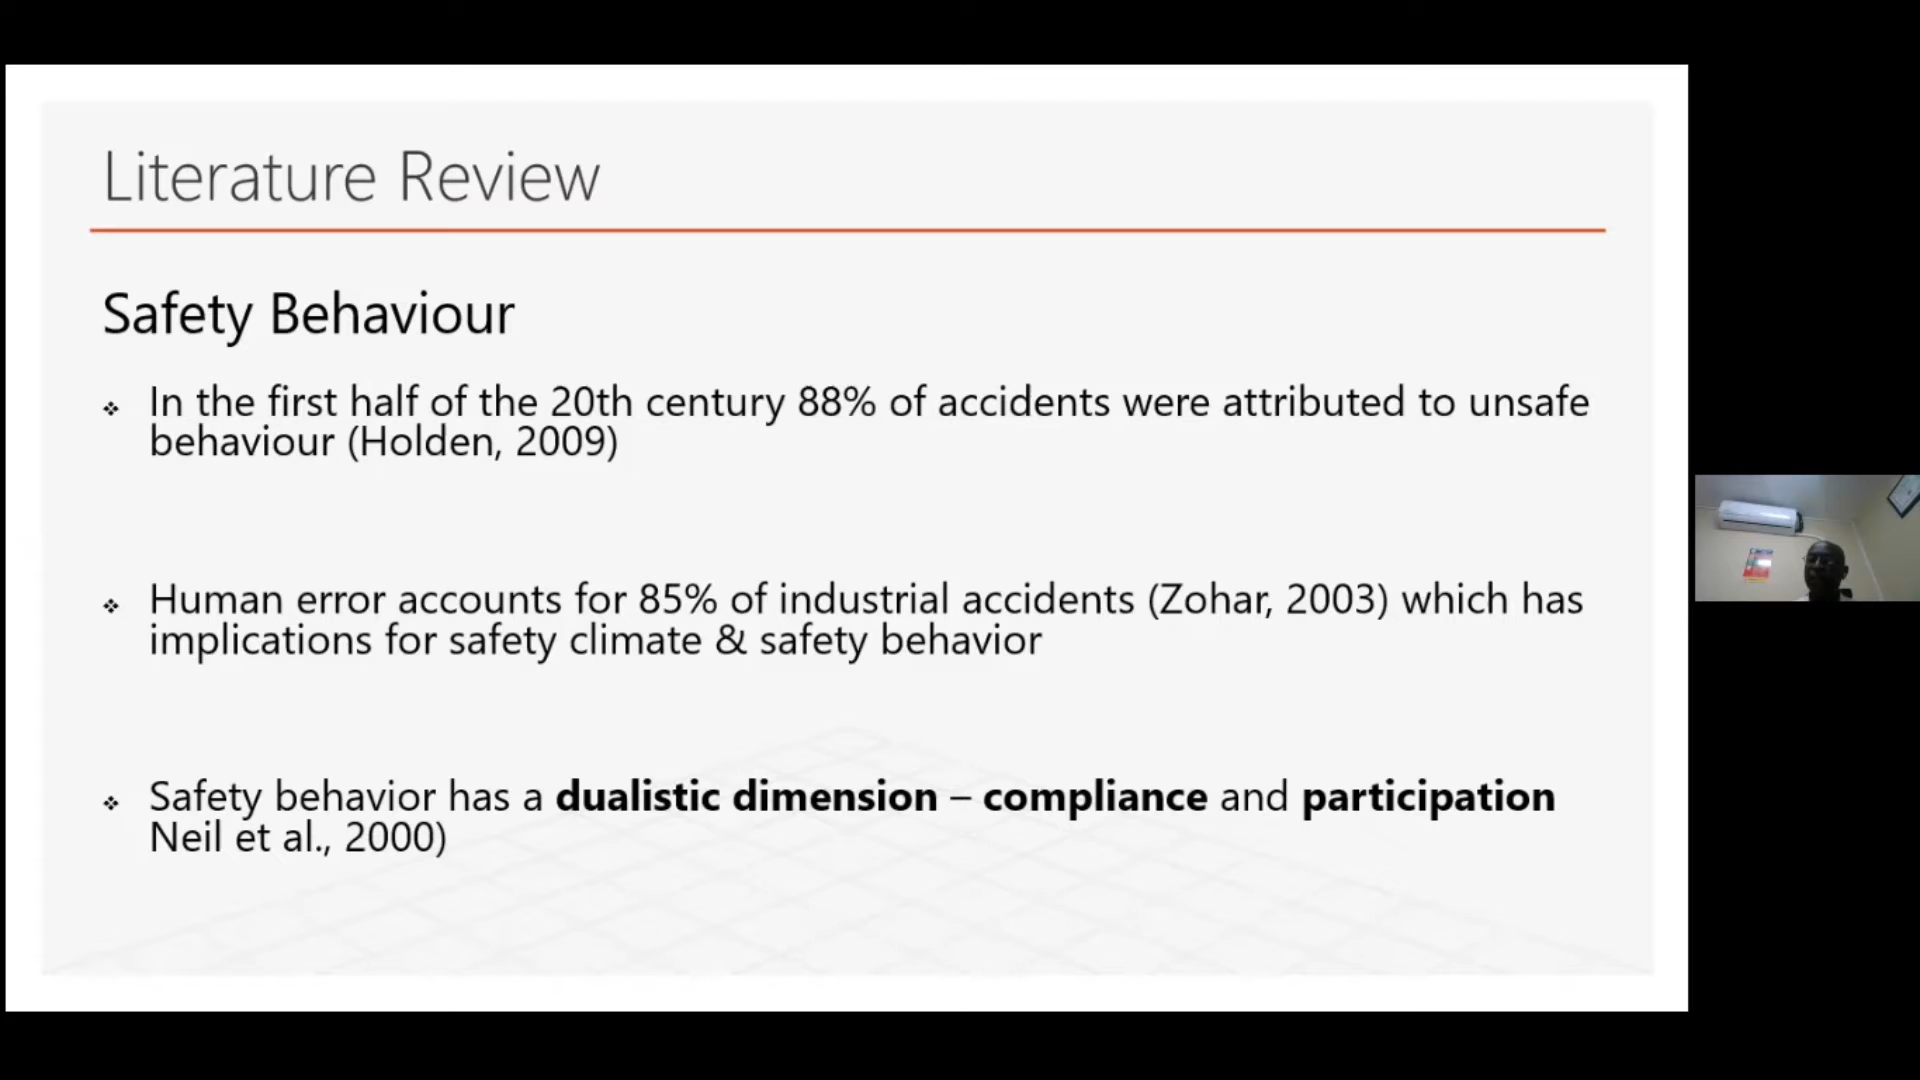 Literature Review
Safety Behaviour
❖ In the first half of the 20th century 88% of accidents were attributed to unsafe
behaviour (Holden, 2009)
❖ Human error accounts for 85% of industrial accidents (Zohar, 2003) which has
implications for safety climate & safety behavior
❖ Safety behavior has a dualistic dimension – compliance and participation
Neil et al., 2000)